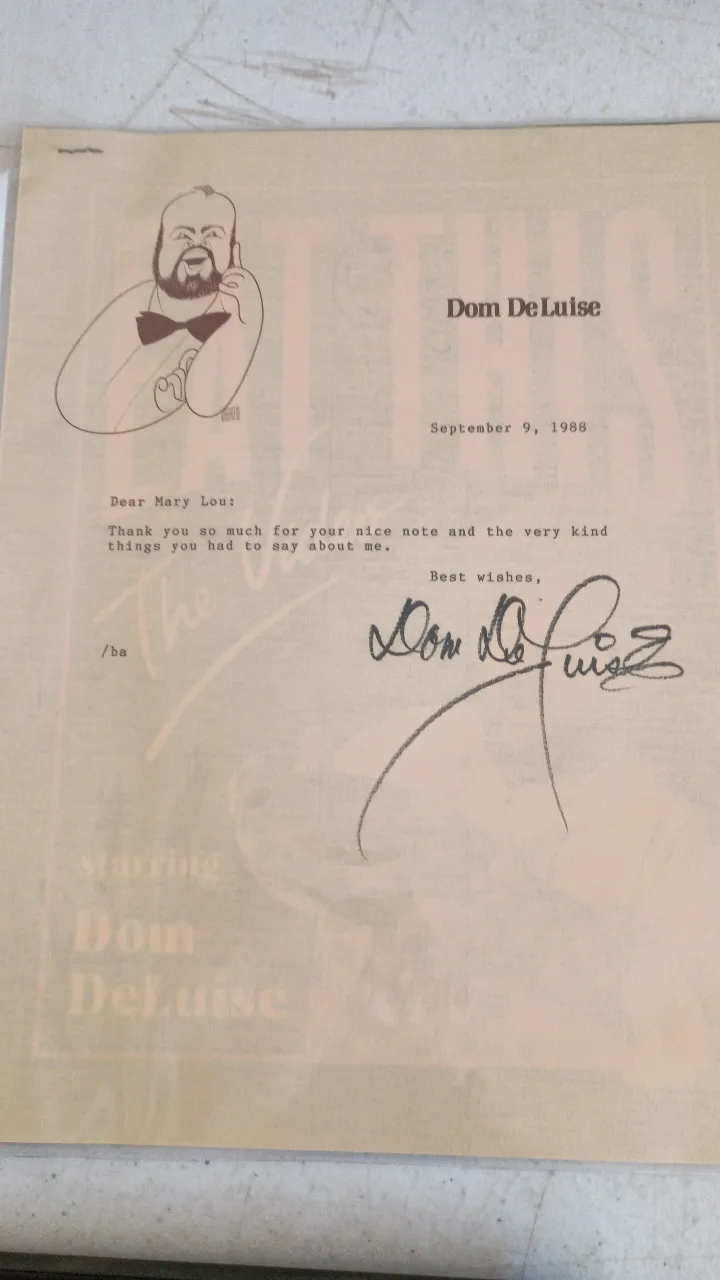 Dom DeLuise
September 9, 1988
Dear Mary Lou:
Thank you so much for your nice note and the very kind
things you had to say about me.
Best wishes,
Dom DeLuise
/ba
EAT THIS
The Video
starring
Dom
DeLuise